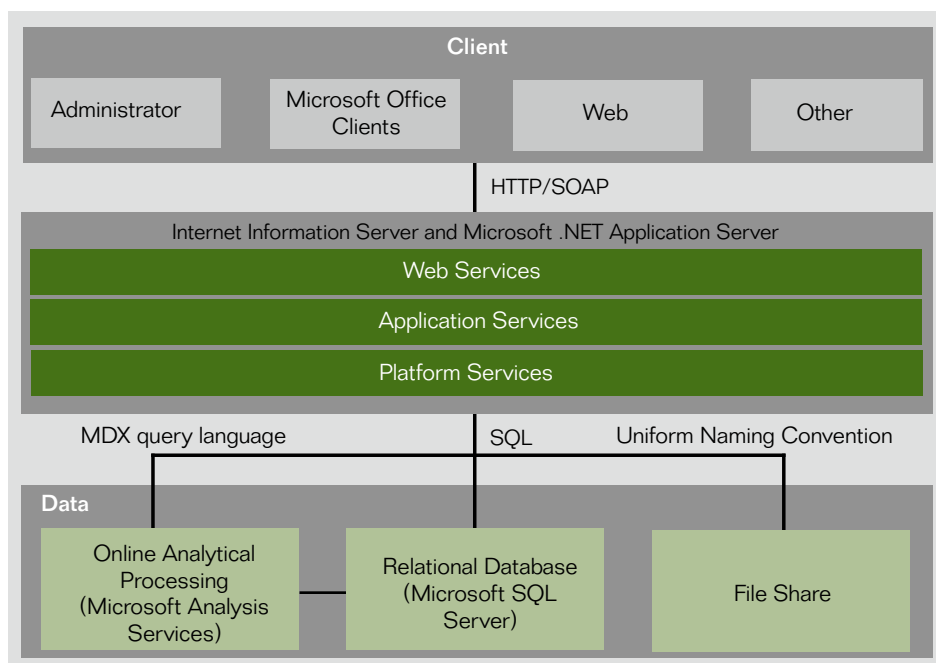 Client
Administrator
Microsoft Office
Clients
Web
Other
HTTP/SOAP
Internet Information Server and Microsoft .NET Application Server
Web Services
Application Services
Platform Services
MDX query language
SQL
Uniform Naming Convention
Data
Online Analytical
Processing
(Microsoft Analysis
Services)
Relational Database
(Microsoft SQL
Server)
File Share